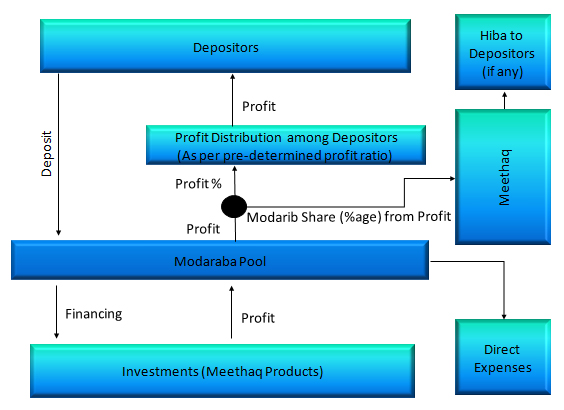 Depositors
Hiba to
Depositors
(if any)
Profit
Deposit
Profit Distribution among Depositors
(As per pre-determined profit ratio)
Profit %
Meethaq
Modarib Share (%age) from Profit
Profit
Modaraba Pool
Financing
Profit
Direct
Expenses
Investments (Meethaq Products)